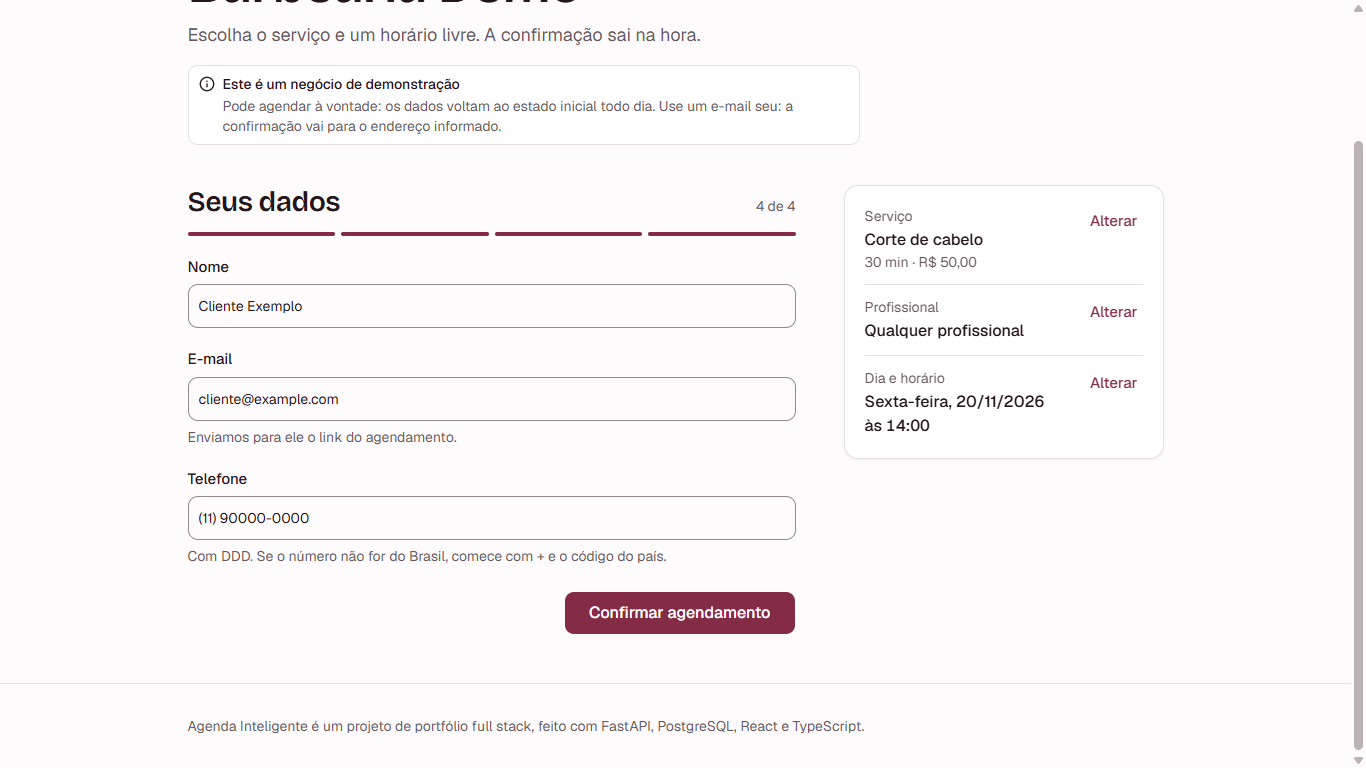 Escolha o serviço e um horário livre. A confirmação sai na hora.
Este é um negócio de demonstração
Pode agendar à vontade: os dados voltam ao estado inicial todo dia. Use um e-mail seu: a
confirmação vai para o endereço informado.
Seus dados
4 de 4
Nome
Cliente Exemplo
E-mail
cliente@example.com
Enviamos para ele o link do agendamento.
Telefone
(11) 90000-0000
Com DDD. Se o número não for do Brasil, comece com + e o código do país.
Confirmar agendamento
Serviço
Alterar
Corte de cabelo
30 min · R$ 50,00
Profissional
Alterar
Qualquer profissional
Dia e horário
Alterar
Sexta-feira, 20/11/2026
às 14:00
Agenda Inteligente é um projeto de portfólio full stack, feito com FastAPI, PostgreSQL, React e TypeScript.